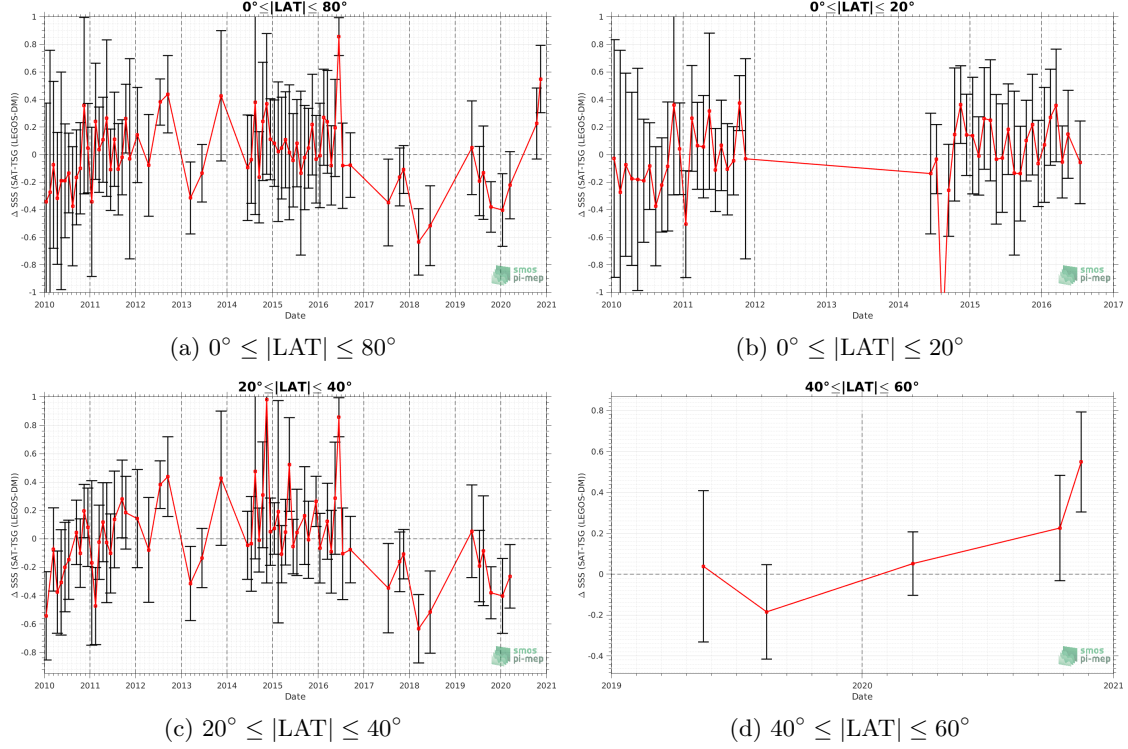 0°≤|LAT|≤ 80°
Δ SSS (SAT-TSG (LEGOS-DM))
1
0.8
0.6
0.4
0.2
0
-0.2
-0.4
-0.6
-0.8
-1
2010 2011 2012 2013 2014 2015 2016 2017 2018 2019 2020 2021
Date
smos
pi-mep
(a) 0° ≤ |LAT| ≤ 80°
0°≤|LAT|≤ 20°
Δ SSS (SAT-TSG (LEGOS-DM))
1
0.8
0.6
0.4
0.2
0
-0.2
-0.4
-0.6
-0.8
-1
2010 2011 2012 2013 2014 2015 2016 2017
Date
smos
pi-mep
(b) 0° ≤ |LAT| ≤ 20°
20°≤|LAT|≤ 40°
Δ SSS (SAT-TSG (LEGOS-DM))
1
0.8
0.6
0.4
0.2
0
-0.2
-0.4
-0.6
-0.8
2010 2011 2012 2013 2014 2015 2016 2017 2018 2019 2020 2021
Date
smos
pi-mep
(c) 20° ≤ |LAT| ≤ 40°
40°≤|LAT|≤ 60°
Δ SSS (SAT-TSG (LEGOS-DM))
0.8
0.6
0.4
0.2
0
-0.2
-0.4
2019 2020 2021
Date
smos
pi-mep
(d) 40° ≤ |LAT| ≤ 60°